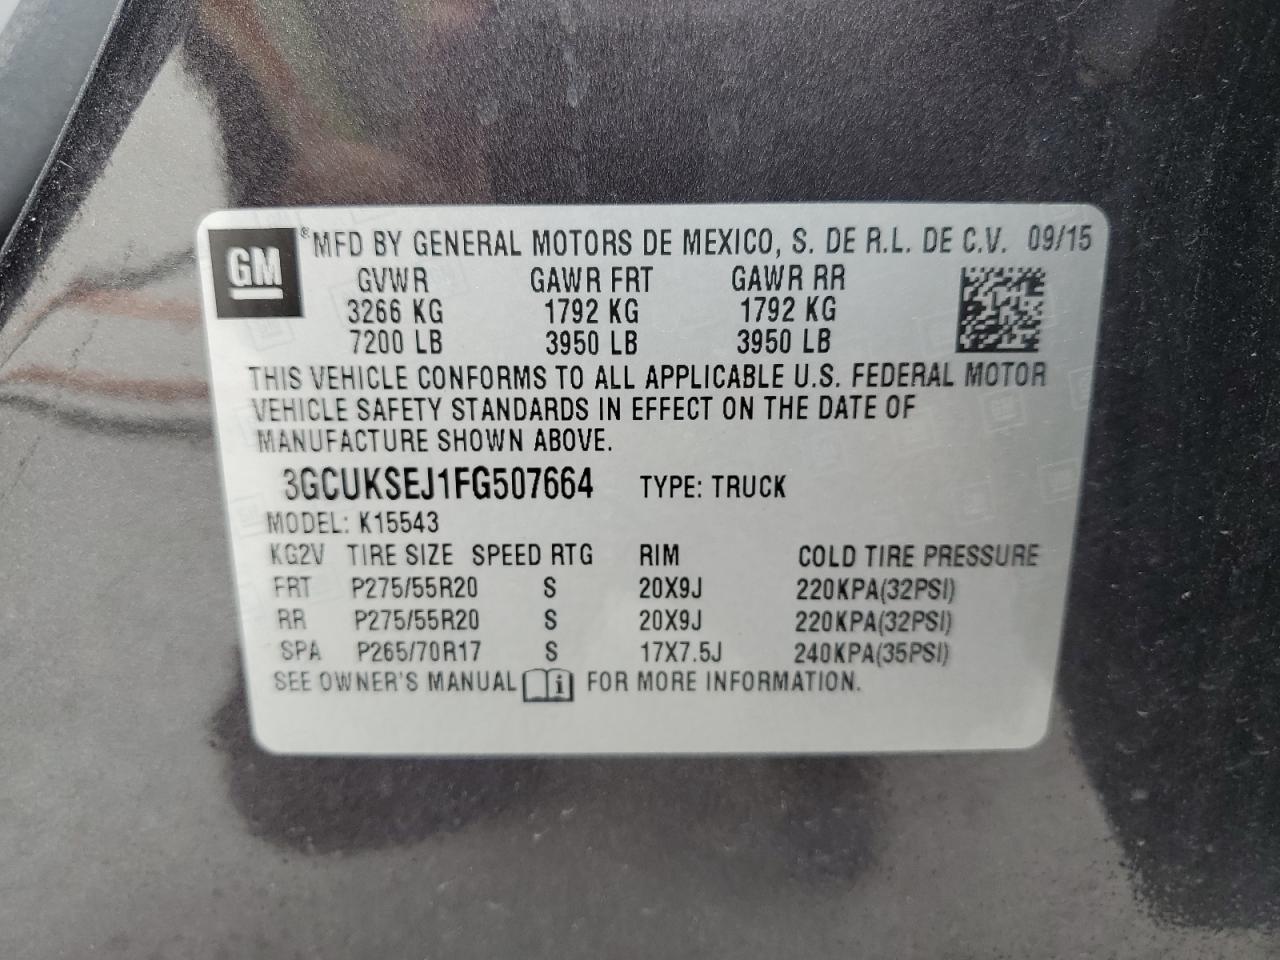 GM ® MFD BY GENERAL MOTORS DE MEXICO, S. DE R.L. DE C.V. 09/15
GVWR GAWR FRT GAWR RR
3266 KG 1792 KG 1792 KG
7200 LB 3950 LB 3950 LB
THIS VEHICLE CONFORMS TO ALL APPLICABLE U.S. FEDERAL MOTOR
VEHICLE SAFETY STANDARDS IN EFFECT ON THE DATE OF
MANUFACTURE SHOWN ABOVE.
3GCUKSEJ1FG507664 TYPE: TRUCK
MODEL: K15543
KG2V TIRE SIZE SPEED RTG RIM COLD TIRE PRESSURE
FRT P275/55R20 S 20X9J 220KPA(32PSI)
RR P275/55R20 S 20X9J 220KPA(32PSI)
SPA P265/70R17 S 17X7.5J 240KPA(35PSI)
SEE OWNER'S MANUAL i FOR MORE INFORMATION.